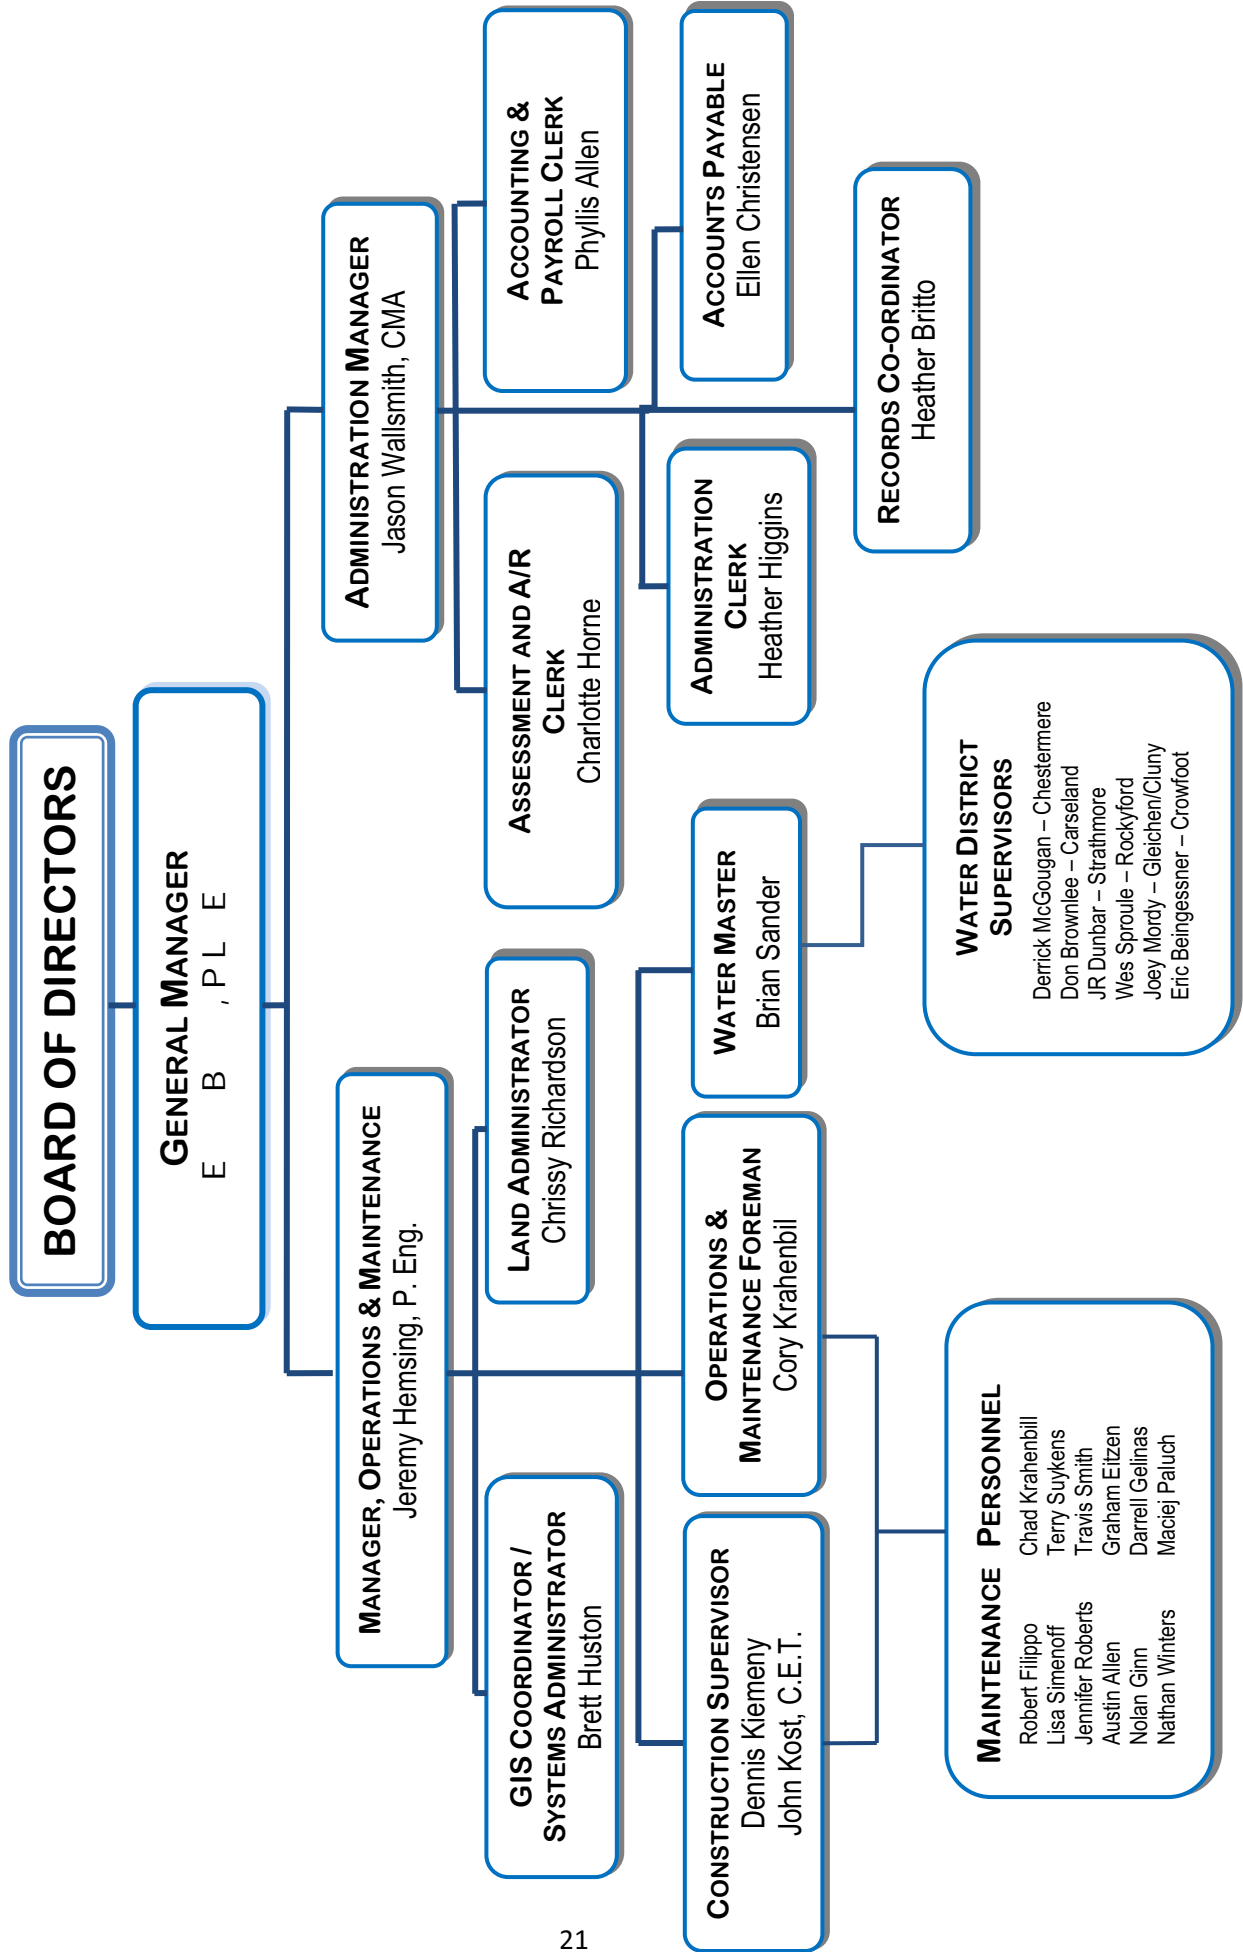 BOARD OF DIRECTORS
GENERAL MANAGER
E B , P L E
MANAGER, OPERATIONS & MAINTENANCE
Jeremy Hemsing, P. Eng.
ADMINISTRATION MANAGER
Jason Wallsmith, CMA
GIS COORDINATOR /
SYSTEMS ADMINISTRATOR
Brett Huston
LAND ADMINISTRATOR
Chrissy Richardson
ASSESSMENT AND A/R
CLERK
Charlotte Horne
ACCOUNTING &
PAYROLL CLERK
Phyllis Allen
CONSTRUCTION SUPERVISOR
Dennis Kiemeny
John Kost, C.E.T.
OPERATIONS &
MAINTENANCE FOREMAN
Cory Krahenbil
WATER MASTER
Brian Sander
ADMINISTRATION
CLERK
Heather Higgins
ACCOUNTS PAYABLE
Ellen Christensen
RECORDS CO-ORDINATOR
Heather Britto
MAINTENANCE PERSONNEL
Robert Filippo Chad Krahenbill
Lisa Simenoff Terry Suykens
Jennifer Roberts Travis Smith
Austin Allen Graham Eitzen
Nolan Ginn Darrell Gelinas
Nathan Winters Maciej Paluch
WATER DISTRICT
SUPERVISORS
Derrick McGougan – Chestermere
Don Brownlee – Carseland
JR Dunbar – Strathmore
Wes Sproule – Rockyford
Joey Mordy – Gleichen/Cluny
Eric Beingessner – Crowfoot
21